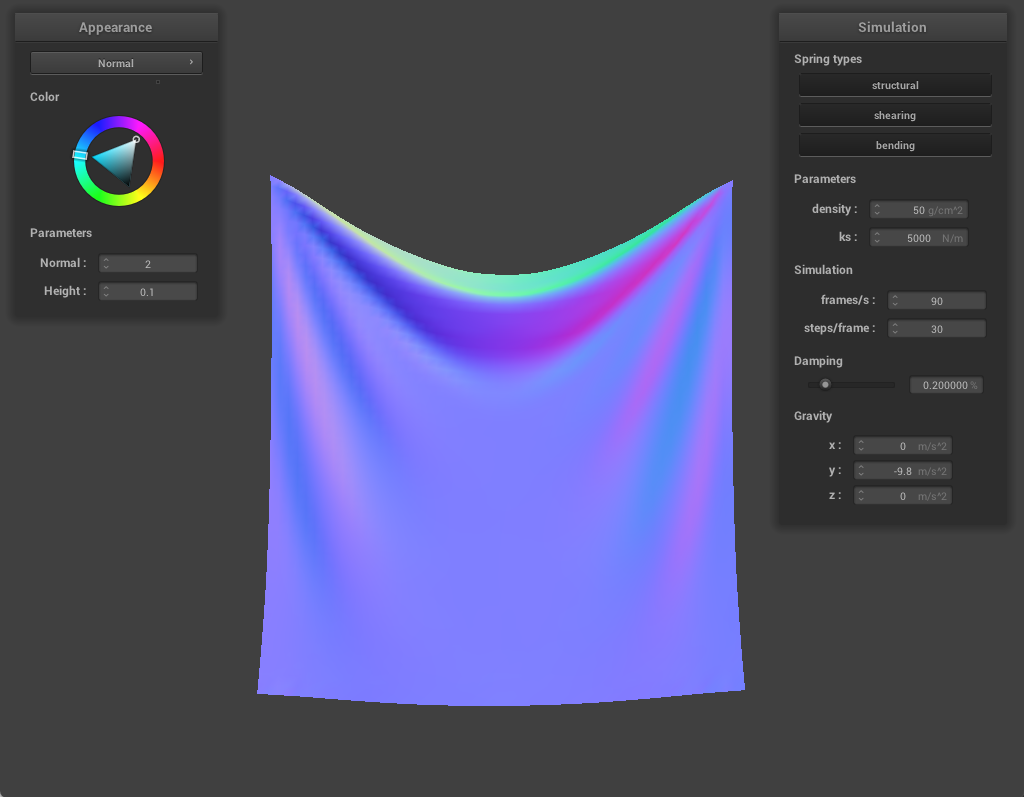 Appearance
Normal
Color
Parameters
Normal : 2
Height : 0.1
Simulation
Spring types
structural
shearing
bending
Parameters
density : 50 g/cm^2
ks : 5000 N/m
Simulation
frames/s : 90
steps/frame : 30
Damping
0.200000 %
Gravity
x : 0 m/s^2
y : -9.8 m/s^2
z : 0 m/s^2